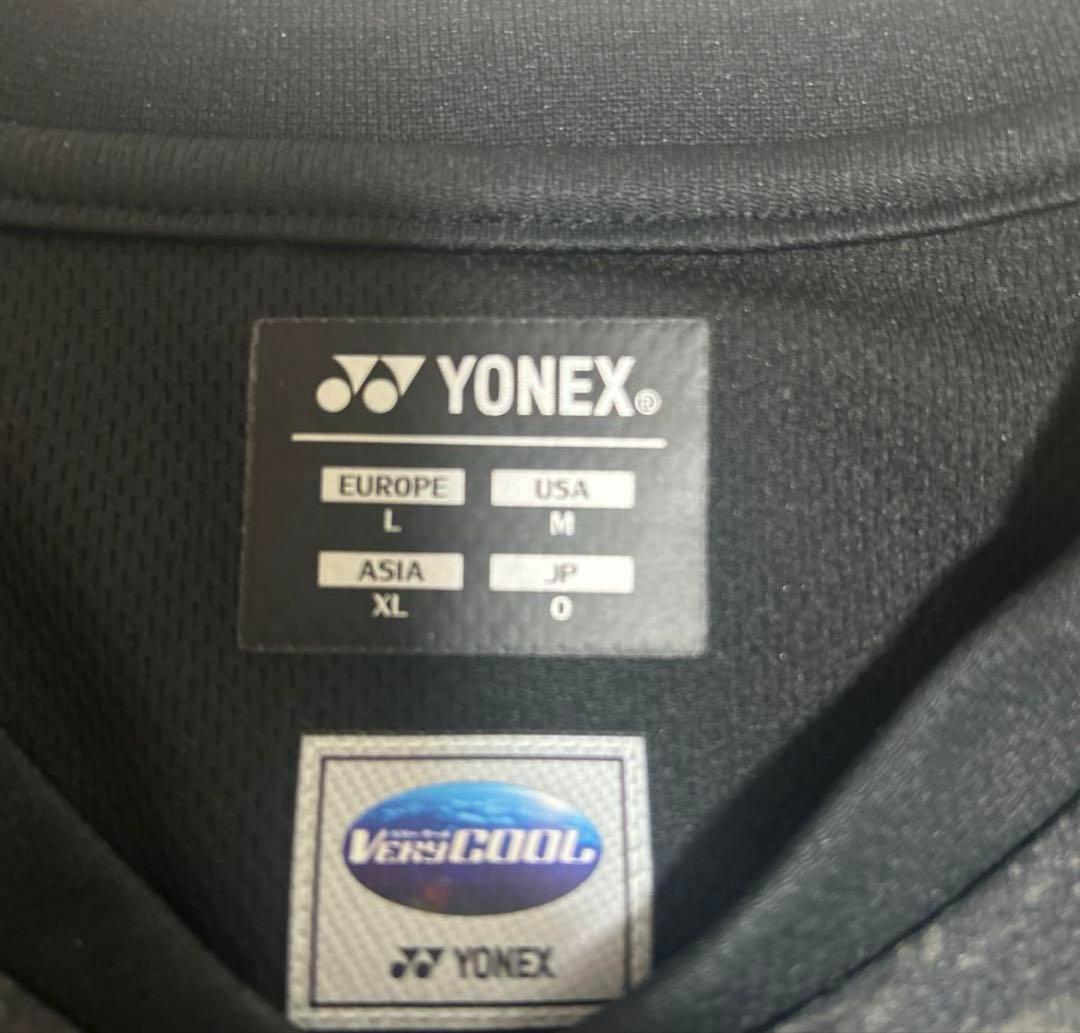 YONEX®
EUROPE USA
L M
ASIA JP
XL O
VERYCOOL
YONEX